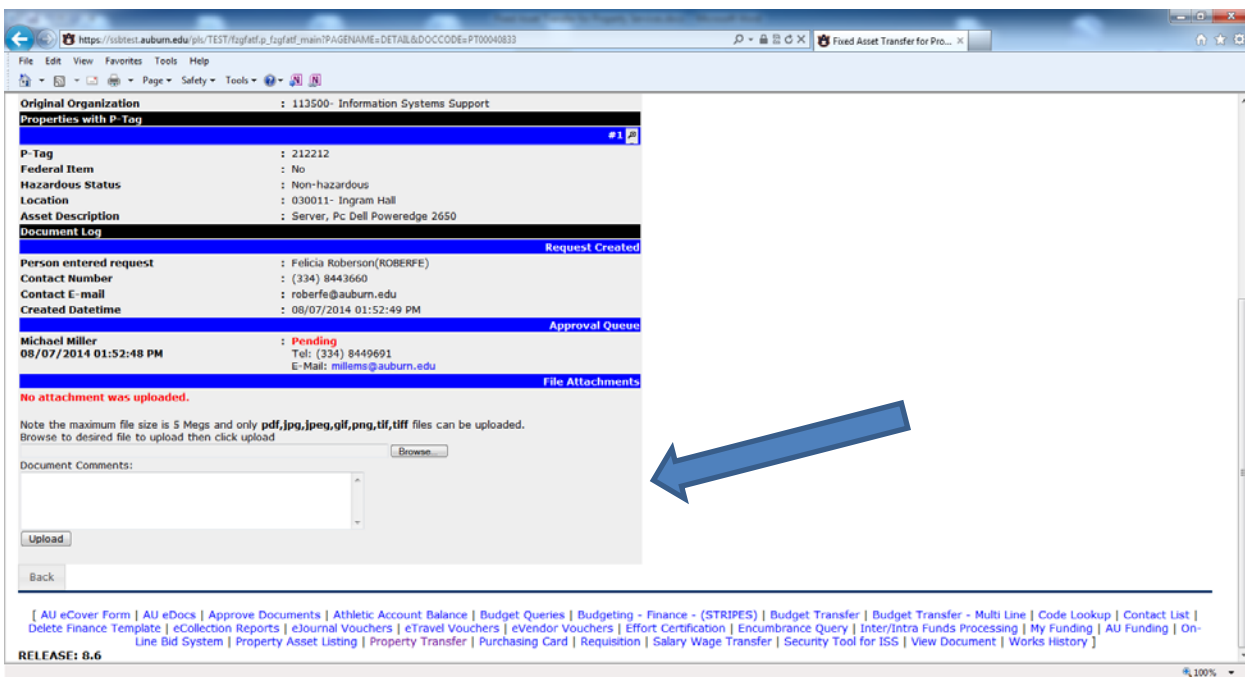 https://ssbtest.auburn.edu/pls/TEST/fzgfatf.p_fzgfatf_main?PAGENAME=DETAIL&DOCCODE=PT00040833
Fixed Asset Transfer for Pro...
File Edit View Favorites Tools Help
Page Safety Tools
Original Organization : 113500- Information Systems Support
Properties with P-Tag
#1
P-Tag : 212212
Federal Item : No
Hazardous Status : Non-hazardous
Location : 030011- Ingram Hall
Asset Description : Server, Pc Dell Poweredge 2650
Document Log
Request Created
Person entered request : Felicia Roberson(ROBERFE)
Contact Number : (334) 8443660
Contact E-mail : roberfe@auburn.edu
Created Datetime : 08/07/2014 01:52:49 PM
Approval Queue
Michael Miller : Pending
08/07/2014 01:52:48 PM Tel: (334) 8449691
E-Mail: millems@auburn.edu
File Attachments
No attachment was uploaded.
Note the maximum file size is 5 Megs and only pdf,jpg,jpeg,gif,png,tif,tiff files can be uploaded.
Browse to desired file to upload then click upload
Browse...
Document Comments:
Upload
Back
[ AU eCover Form | AU eDocs | Approve Documents | Athletic Account Balance | Budget Queries | Budgeting - Finance - (STRIPES) | Budget Transfer | Budget Transfer - Multi Line | Code Lookup | Contact List |
Delete Finance Template | eCollection Reports | eJournal Vouchers | eTravel Vouchers | eVendor Vouchers | Effort Certification | Encumbrance Query | Inter/Intra Funds Processing | My Funding | AU Funding | On-
Line Bid System | Property Asset Listing | Property Transfer | Purchasing Card | Requisition | Salary Wage Transfer | Security Tool for ISS | View Document | Works History ]
RELEASE: 8.6
100%